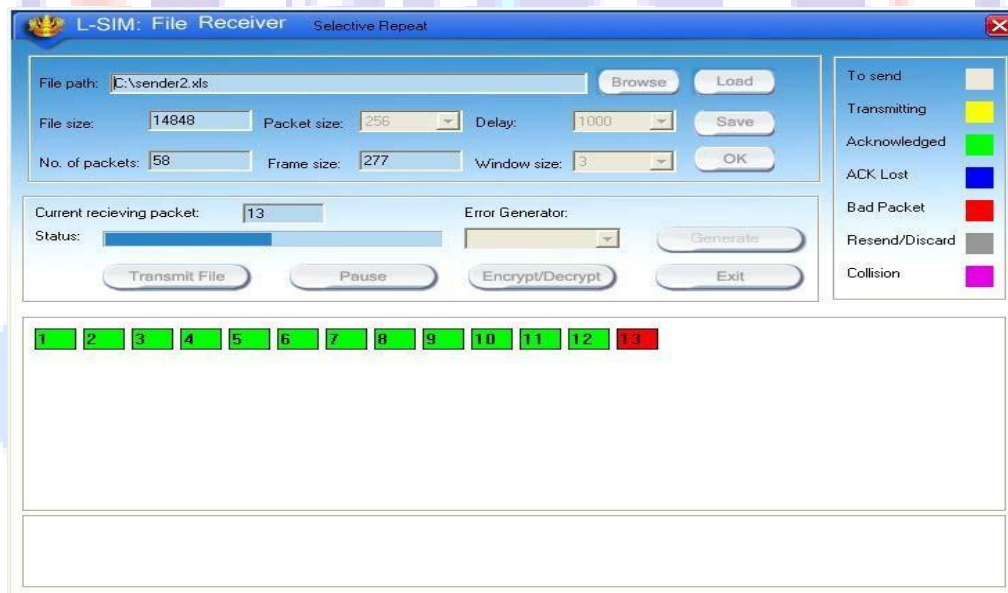 L-SIM: File Receiver Selective Repeat
File path: C:\sender2.xls Browse Load
File size: 14848 Packet size: 256 Delay: 1000 Save
No. of packets: 58 Frame size: 277 Window size: 3 OK
Current recieving packet: 13 Error Generator:
Status: Generate
Transmit File Pause Encrypt/Decrypt Exit
To send
Transmitting
Acknowledged
ACK Lost
Bad Packet
Resend/Discard
Collision
1 2 3 4 5 6 7 8 9 10 11 12 13